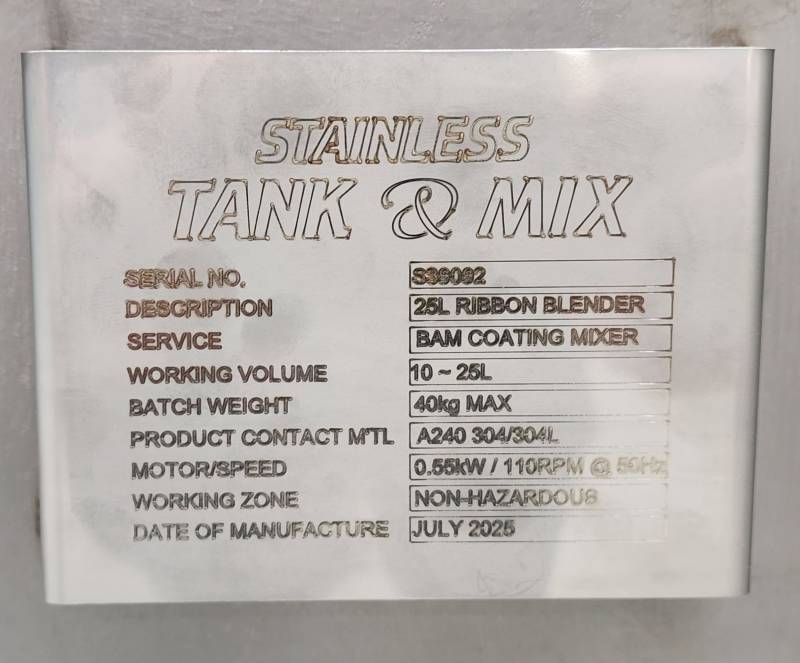 STAINLESS
TANK & MIX
SERIAL NO. S39092
DESCRIPTION 25L RIBBON BLENDER
SERVICE BAM COATING MIXER
WORKING VOLUME 10 ~ 25L
BATCH WEIGHT 40kg MAX
PRODUCT CONTACT M'TL A240 304/304L
MOTOR/SPEED 0.55kW / 110RPM @ 50Hz
WORKING ZONE NON-HAZARDOUS
DATE OF MANUFACTURE JULY 2025